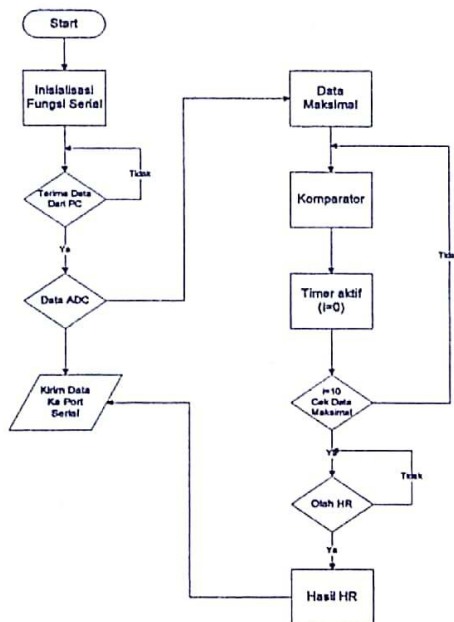 Start
Inisialisasi
Fungsi Serial
Tidak
Terima Data
Dari PC
Ya
Data ADC
Kirim Data
Ke Port
Serial
Data
Maksimal
Komparator
Timer aktif
(i=0)
Tidak
i=10
Cek Data
Maksimal
Ya
Tidak
Olah HR
Ya
Hasil HR